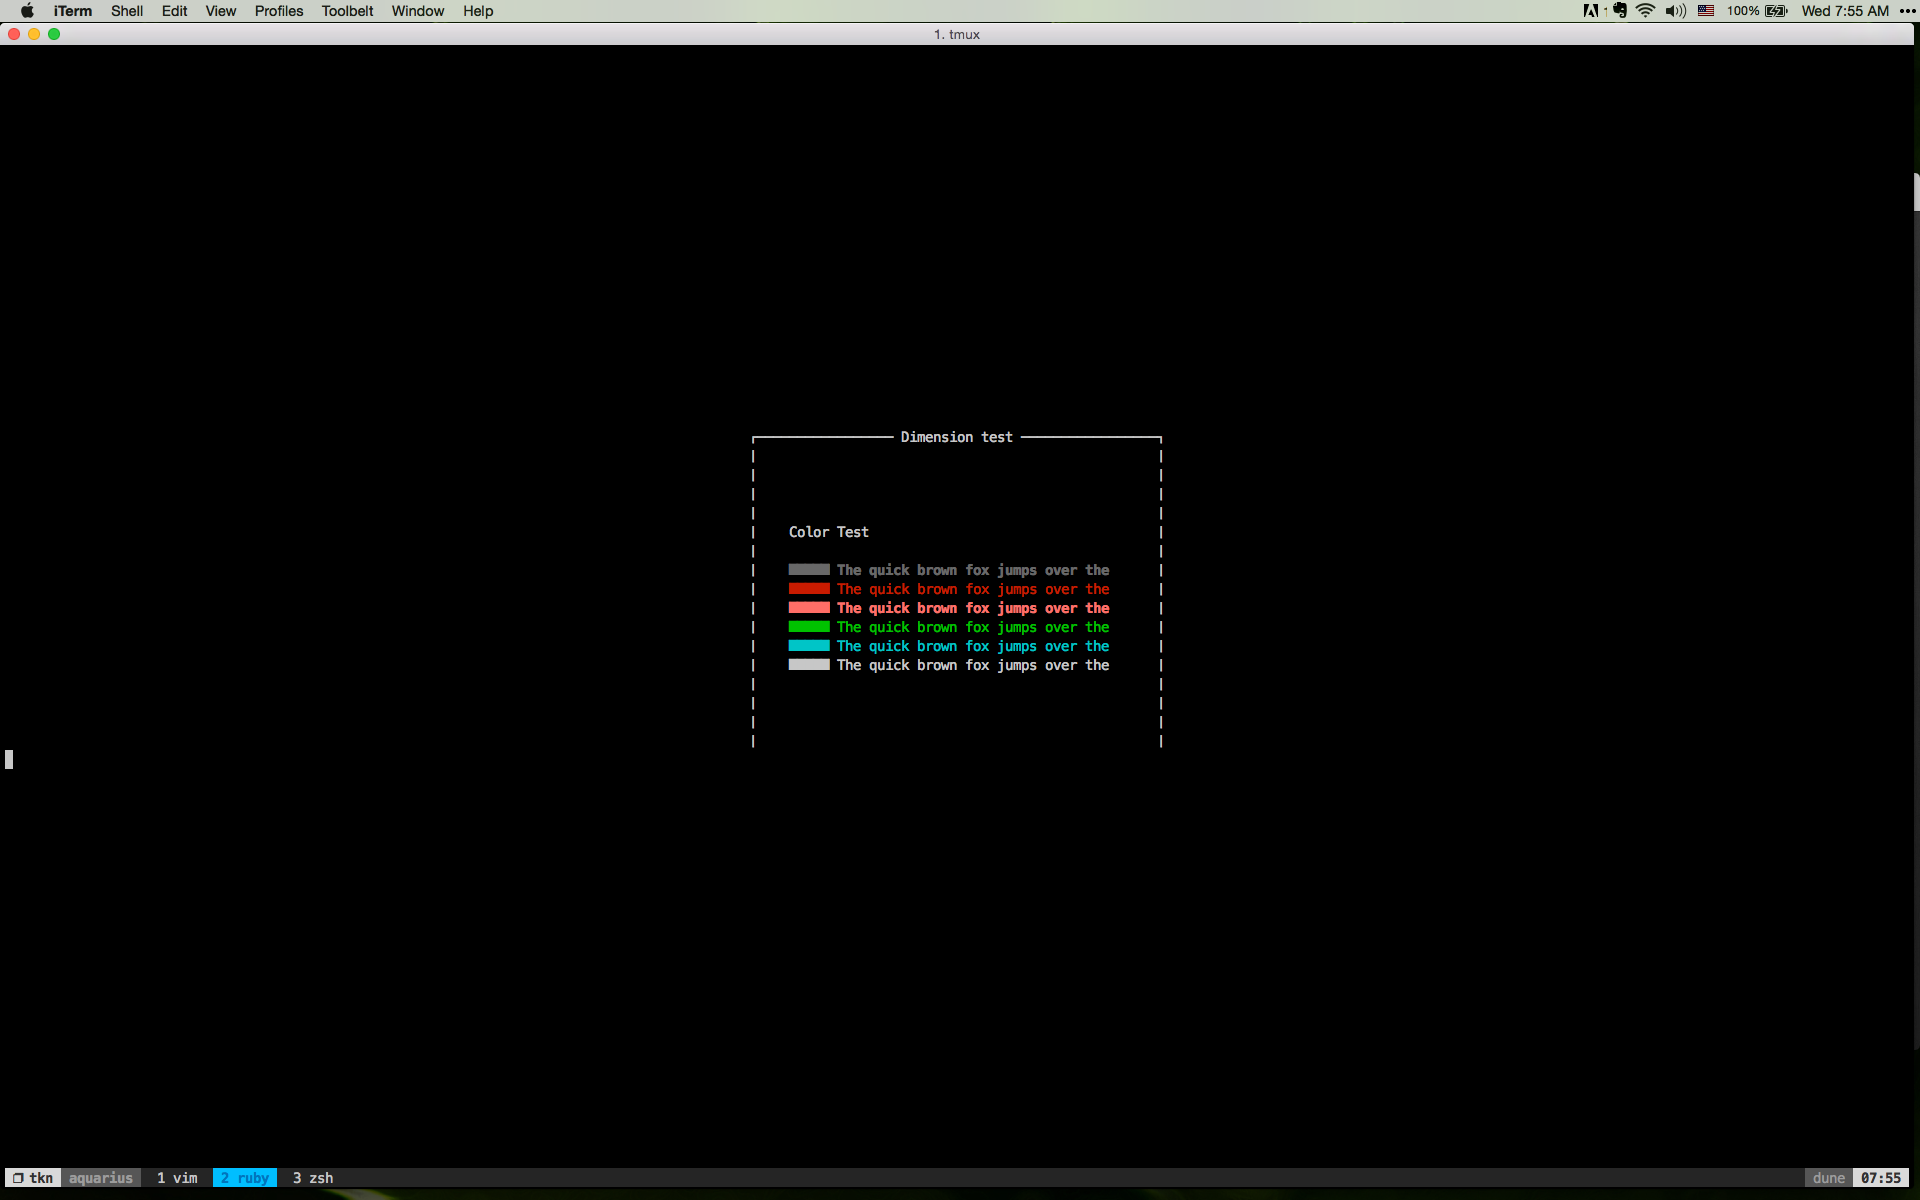 iTerm Shell Edit View Profiles Toolbelt Window Help 100% Wed 7:55 AM
1. tmux
Dimension test
Color Test
The quick brown fox jumps over the
The quick brown fox jumps over the
The quick brown fox jumps over the
The quick brown fox jumps over the
The quick brown fox jumps over the
The quick brown fox jumps over the
tkn aquarius 1 vim 2 ruby 3 zsh dune 07:55